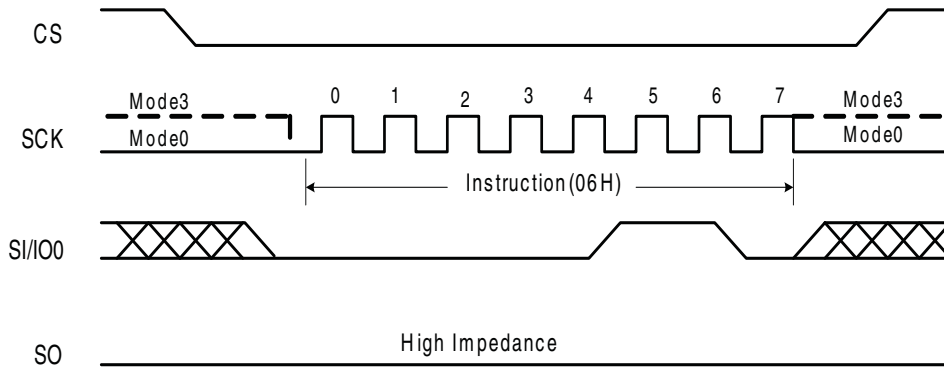 CS
Mode3
0 1 2 3 4 5 6 7
Mode3
SCK
Mode0
Mode0
Instruction(06H)
SI/IO0
High Impedance
SO